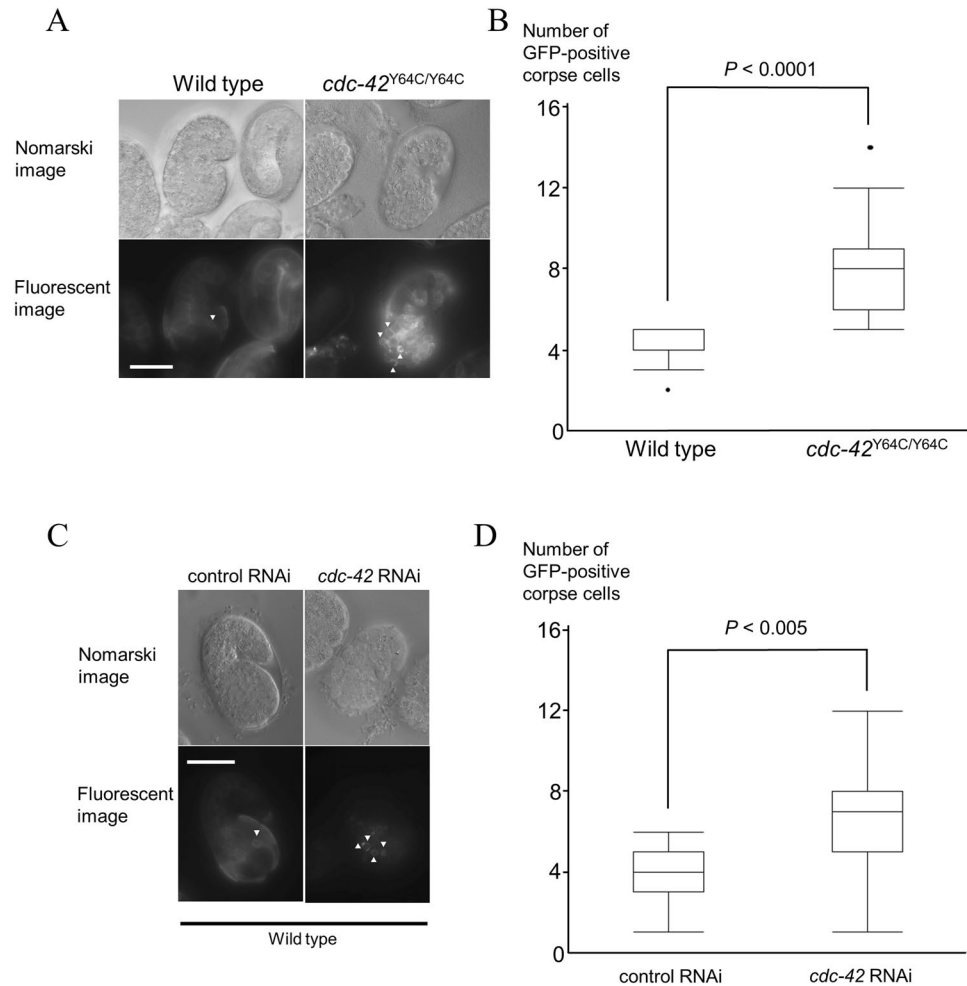 A
Wild type
cdc-42Y64C/Y64C
Nomarski
image
Fluorescent
image
B
Number of
GFP-positive
corpse cells
P < 0.0001
16
12
8
4
0
Wild type
cdc-42Y64C/Y64C
C
control RNAi
cdc-42 RNAi
Nomarski
image
Fluorescent
image
Wild type
D
Number of
GFP-positive
corpse cells
P < 0.005
16
12
8
4
0
control RNAi
cdc-42 RNAi